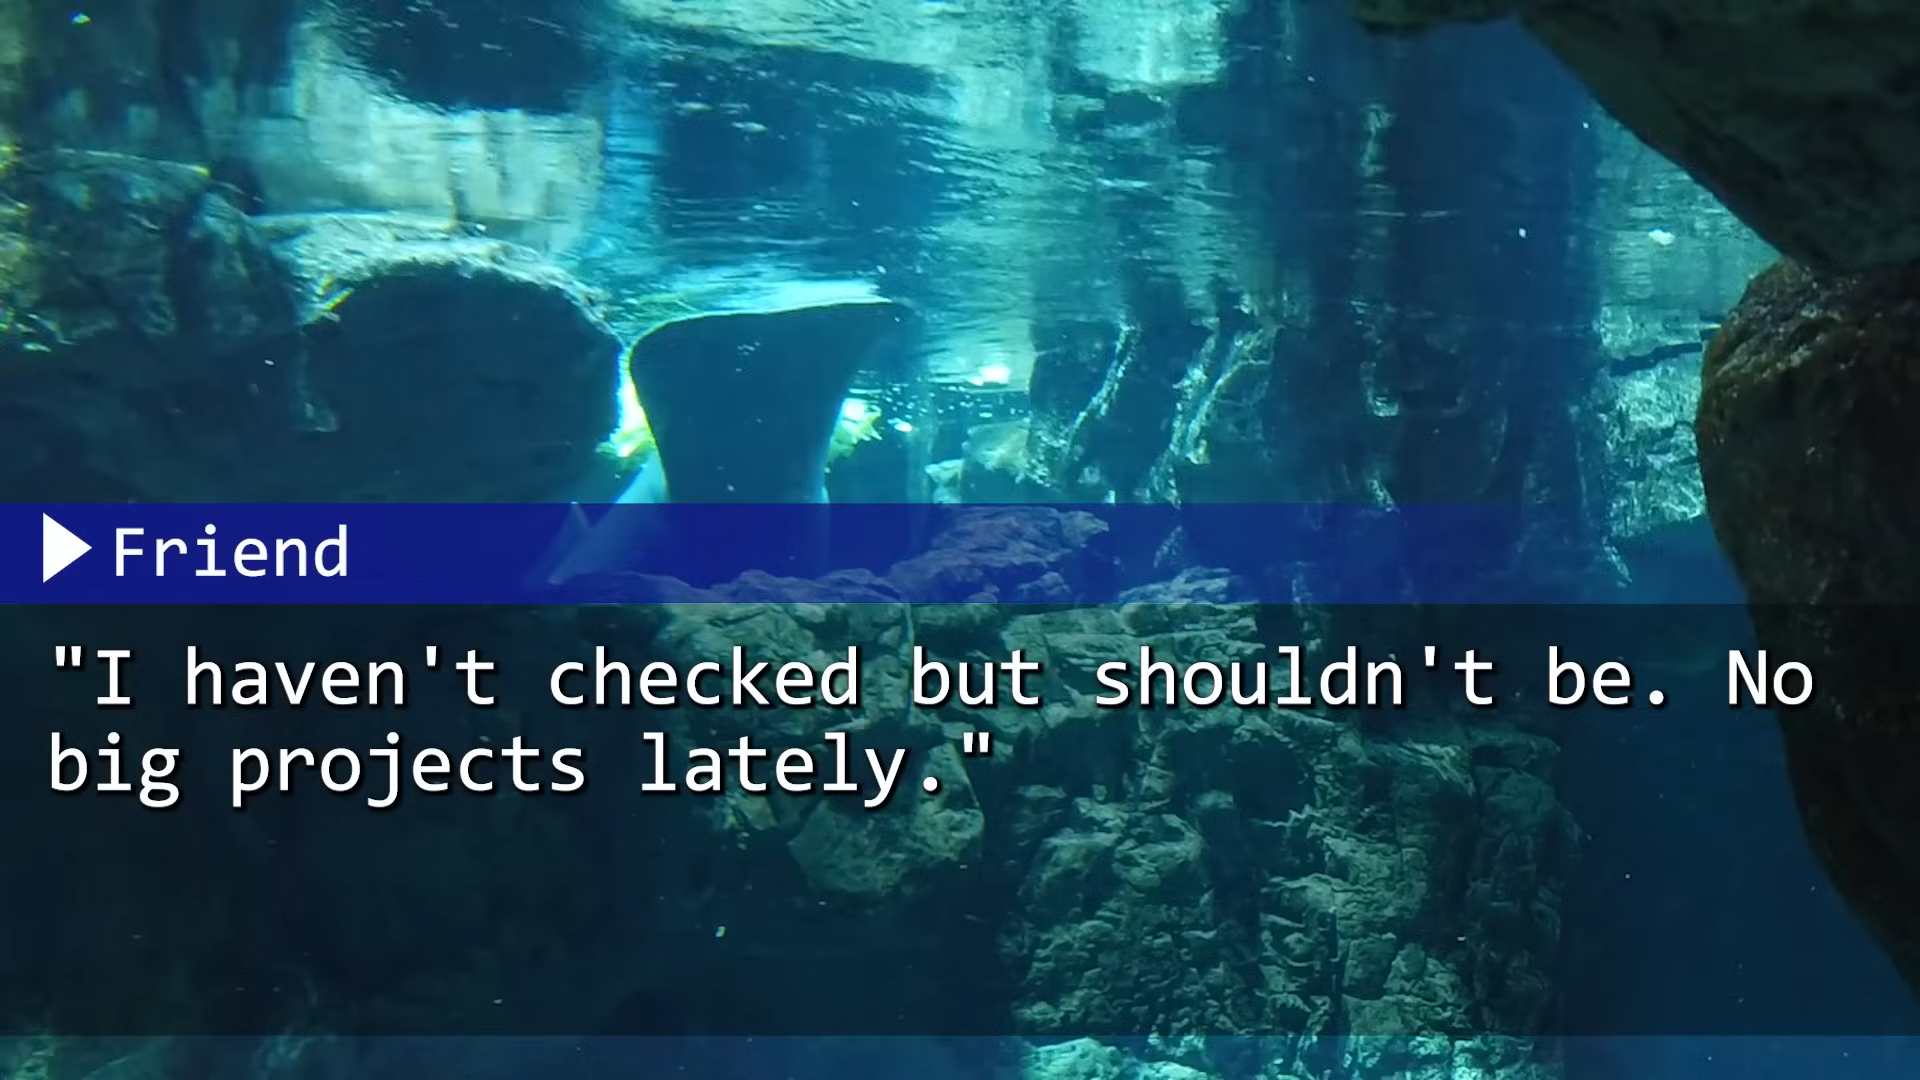 Friend
"I haven't checked but shouldn't be. No
big projects lately."